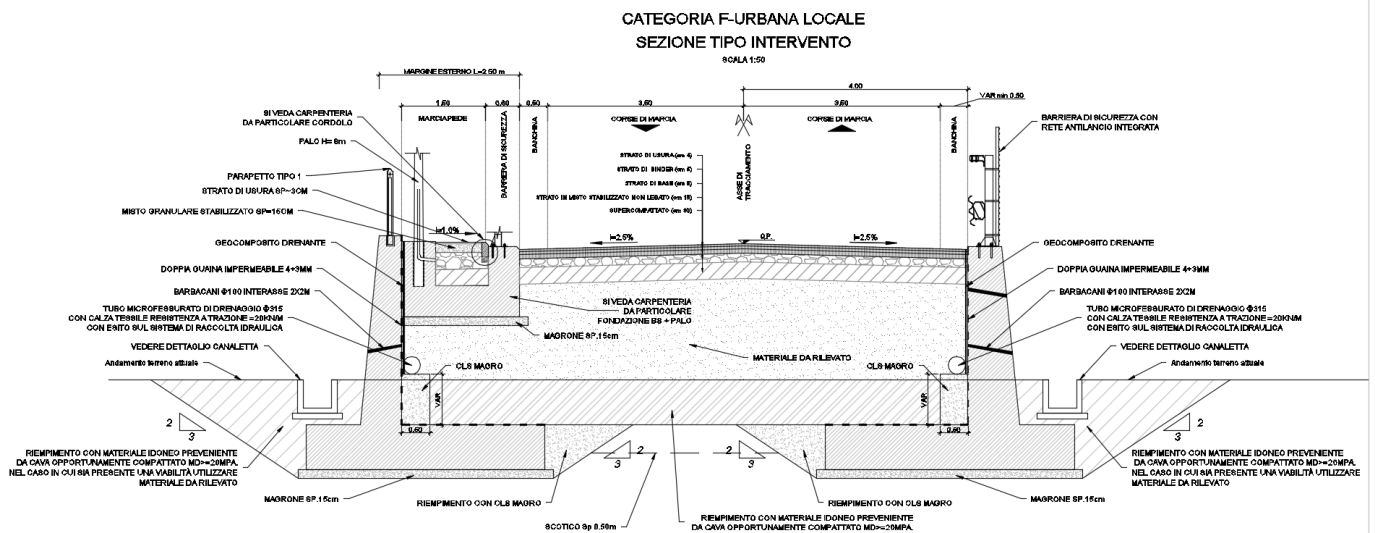 CATEGORIA F-URBANA LOCALE
SEZIONE TIPO INTERVENTO
SCALA 1:50
MARGINE ESTERNO L=2.50 m
4.00
VAR min 0.50
1.50
0.60
0.50
3.50
3.50
MARCIAPIEDE
BARRIERA DI SICUREZZA
BANCHINA
CORSIE DI MARCIA
CORSIE DI MARCIA
BANCHINA
ASSE DI
TRACCIAMENTO
SI VEDA CARPENTERIA
DA PARTICOLARE CORDOLO
PALO H= 8m
PARAPETTO TIPO 1
STRATO DI USURA SP~3CM
MISTO GRANULARE STABILIZZATO SP=15CM
GEOCOMPOSITO DRENANTE
DOPPIA GUAINA IMPERMEABILE 4+3MM
BARBACANI Φ100 INTERASSE 2X2M
TUBO MICROFESSURATO DI DRENAGGIO Φ315
CON CALZA TESSILE RESISTENZA A TRAZIONE =20KN/M
CON ESITO SUL SISTEMA DI RACCOLTA IDRAULICA
VEDERE DETTAGLIO CANALETTA
Andamento terreno attuale
STRATO DI USURA (cm 4)
STRATO DI BINDER (cm 5)
STRATO DI BASE (cm 8)
STRATO IN MISTO STABILIZZATO NON LEGATO (cm 15)
SUPERCOMPATTATO (cm 30)
i=1.0%
i=2.5%
Q.P.
i=2.5%
BARRIERA DI SICUREZZA CON
RETE ANTILANCIO INTEGRATA
GEOCOMPOSITO DRENANTE
DOPPIA GUAINA IMPERMEABILE 4+3MM
BARBACANI Φ100 INTERASSE 2X2M
TUBO MICROFESSURATO DI DRENAGGIO Φ315
CON CALZA TESSILE RESISTENZA A TRAZIONE =20KN/M
CON ESITO SUL SISTEMA DI RACCOLTA IDRAULICA
VEDERE DETTAGLIO CANALETTA
Andamento terreno attuale
SI VEDA CARPENTERIA
DA PARTICOLARE
FONDAZIONE BS + PALO
MAGRONE SP.15cm
MATERIALE DA RILEVATO
CLS MAGRO
CLS MAGRO
VAR
VAR
0.50
0.50
2
3
2
3
2
3
2
3
RIEMPIMENTO CON MATERIALE IDONEO PREVENIENTE
DA CAVA OPPORTUNAMENTE COMPATTATO MD>=20MPA.
NEL CASO IN CUI SIA PRESENTE UNA VIABILITÀ UTILIZZARE
MATERIALE DA RILEVATO
RIEMPIMENTO CON MATERIALE IDONEO PREVENIENTE
DA CAVA OPPORTUNAMENTE COMPATTATO MD>=20MPA.
NEL CASO IN CUI SIA PRESENTE UNA VIABILITÀ UTILIZZARE
MATERIALE DA RILEVATO
MAGRONE SP.15cm
RIEMPIMENTO CON CLS MAGRO
RIEMPIMENTO CON CLS MAGRO
MAGRONE SP.15cm
SCOTICO Sp 0.50m
RIEMPIMENTO CON MATERIALE IDONEO PREVENIENTE
DA CAVA OPPORTUNAMENTE COMPATTATO MD>=20MPA.